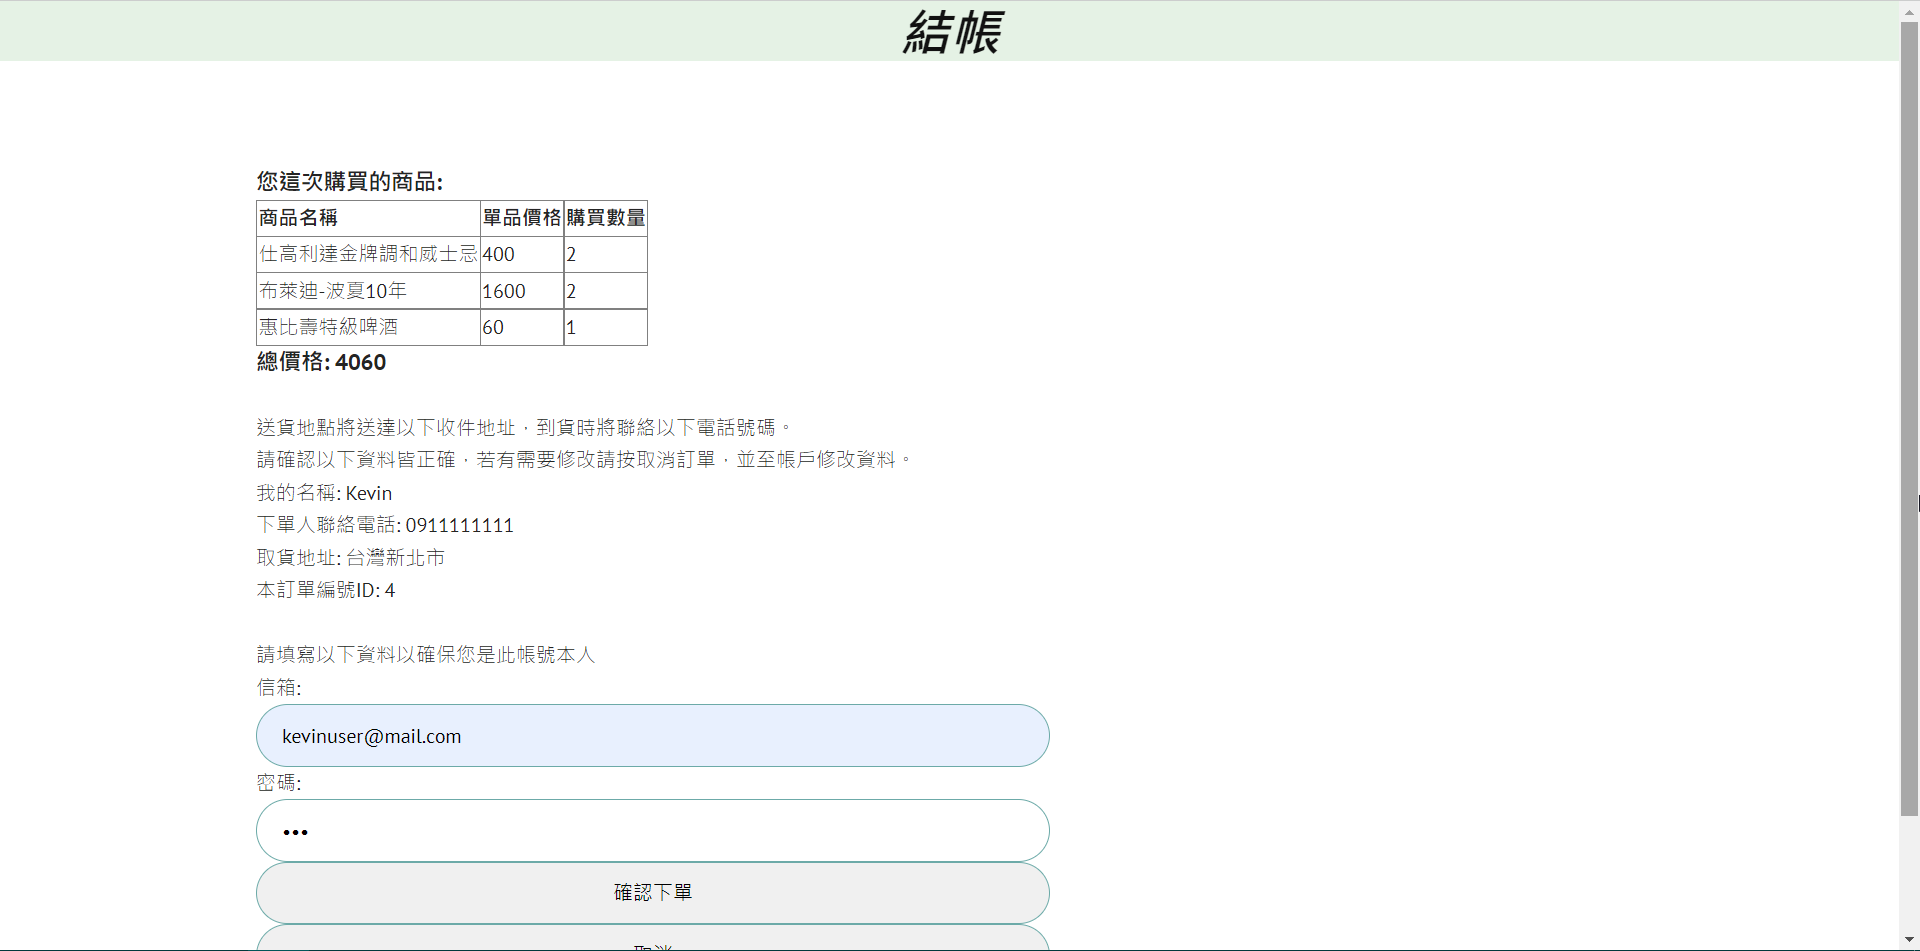 結帳
您這次購買的商品:
商品名稱 單品價格 購買數量
仕高利達金牌調和威士忌 400 2
布萊迪-波夏10年 1600 2
惠比壽特級啤酒 60 1
總價格: 4060
送貨地點將送達以下收件地址，到貨時將聯絡以下電話號碼。
請確認以下資料皆正確，若有需要修改請按取消訂單，並至帳戶修改資料。
我的名稱: Kevin
下單人聯絡電話: 0911111111
取貨地址: 台灣新北市
本訂單編號ID: 4
請填寫以下資料以確保您是此帳號本人
信箱:
kevinuser@mail.com
密碼:
•••
確認下單
取消